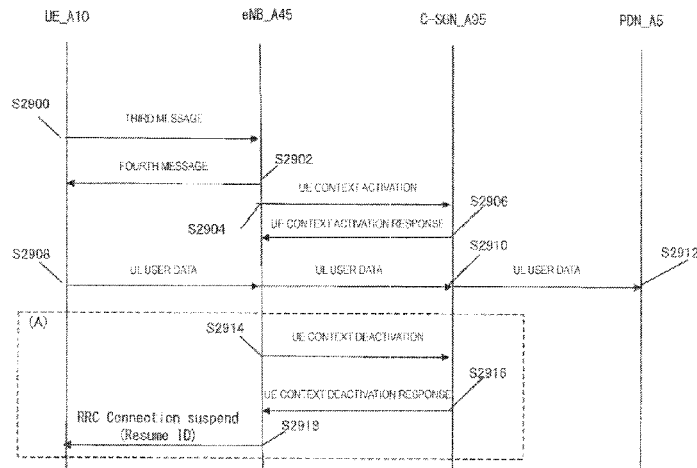 UE_A10 eNB_A45 C-SGN_A95 PDN_A5
S2900
THIRD MESSAGE
FOURTH MESSAGE
S2902
UE CONTEXT ACTIVATION
S2904
S2906
UE CONTEXT ACTIVATION RESPONSE
S2908
S2910
S2912
UL USER DATA UL USER DATA UL USER DATA
(A)
S2914
UE CONTEXT DEACTIVATION
S2916
UE CONTEXT DEACTIVATION RESPONSE
RRC Connection suspend
(Resume ID)
S2918